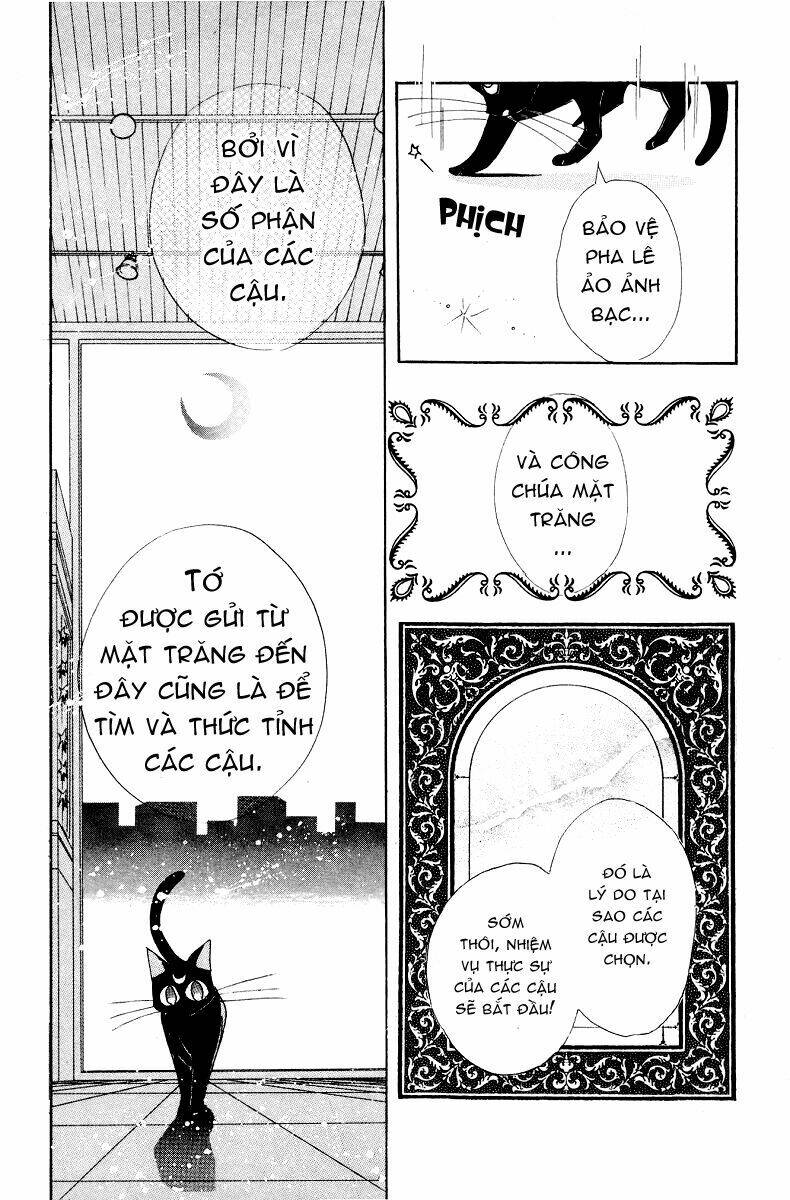 PHỊCH
BẢO VỆ
PHA LÊ
ẢO ẢNH
BẠC...
VÀ CÔNG
CHÚA MẶT
TRĂNG
...
ĐÓ LÀ
LÝ DO TẠI
SAO CÁC
CẬU ĐƯỢC
CHỌN.
SỚM
THÔI, NHIỆM
VỤ THỰC SỰ
CỦA CÁC CẬU
SẼ BẮT ĐẦU!
BỞI VÌ
ĐÂY LÀ
SỐ PHẬN
CỦA CÁC
CẬU.
TỚ
ĐƯỢC GỬI TỪ
MẶT TRĂNG ĐẾN
ĐÂY CŨNG LÀ ĐỂ
TÌM VÀ THỨC TỈNH
CÁC CẬU.